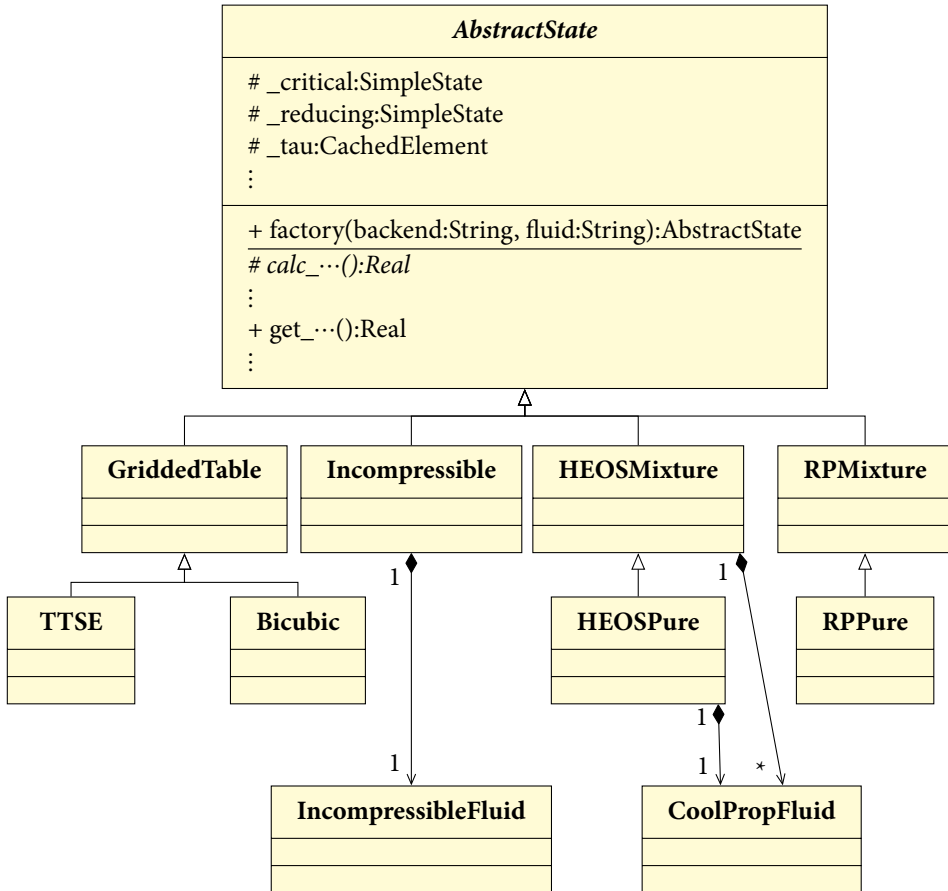 AbstractState
# _critical:SimpleState
# _reducing:SimpleState
# _tau:CachedElement
⋮
+ factory(backend:String, fluid:String):AbstractState
# calc_⋯():Real
⋮
+ get_⋯():Real
⋮
GriddedTable Incompressible HEOSMixture RPMixture
1 1
TTSE Bicubic HEOSPure RPPure
1
1 1 *
IncompressibleFluid CoolPropFluid